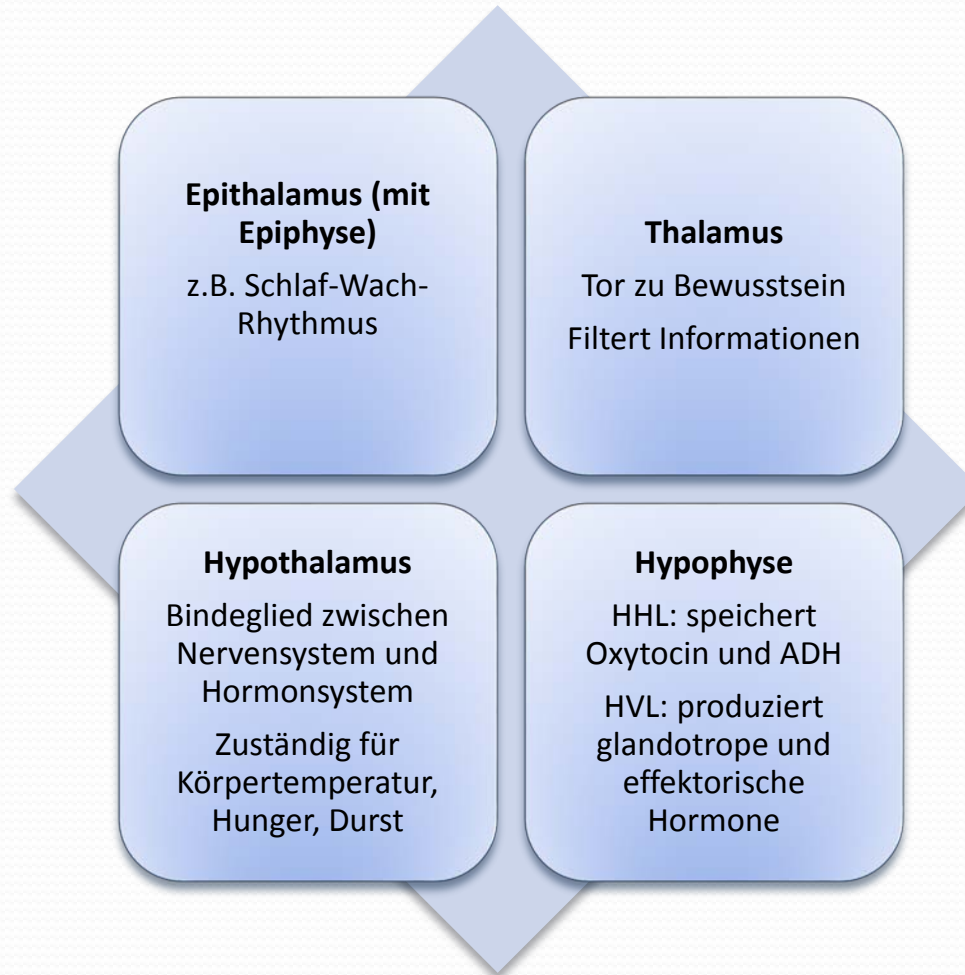 Epithalamus (mit
Epiphyse)
z.B. Schlaf-Wach-
Rhythmus
Thalamus
Tor zu Bewusstsein
Filtert Informationen
Hypothalamus
Bindeglied zwischen
Nervensystem und
Hormonsystem
Zuständig für
Körpertemperatur,
Hunger, Durst
Hypophyse
HHL: speichert
Oxytocin und ADH
HVL: produziert
glandotrope und
effektorische
Hormone